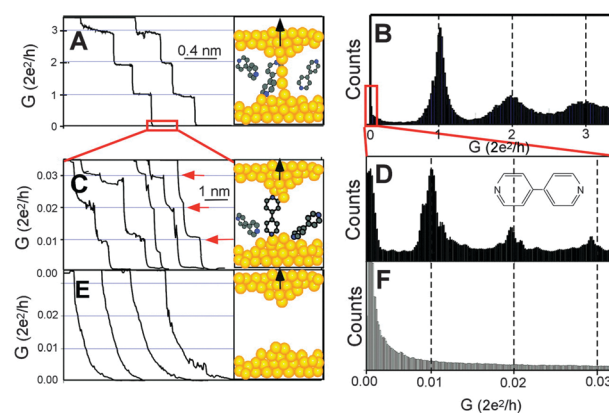 A
G (2e²/h)
3
2
1
0
0.4 nm
B
Counts
0
1
2
3
G (2e²/h)
C
G (2e²/h)
0.03
0.02
0.01
1 nm
D
Counts
N
N
E
G (2e²/h)
0.00
0.02
0.01
0.00
F
Counts
0.00
0.01
0.02
0.03
G (2e²/h)